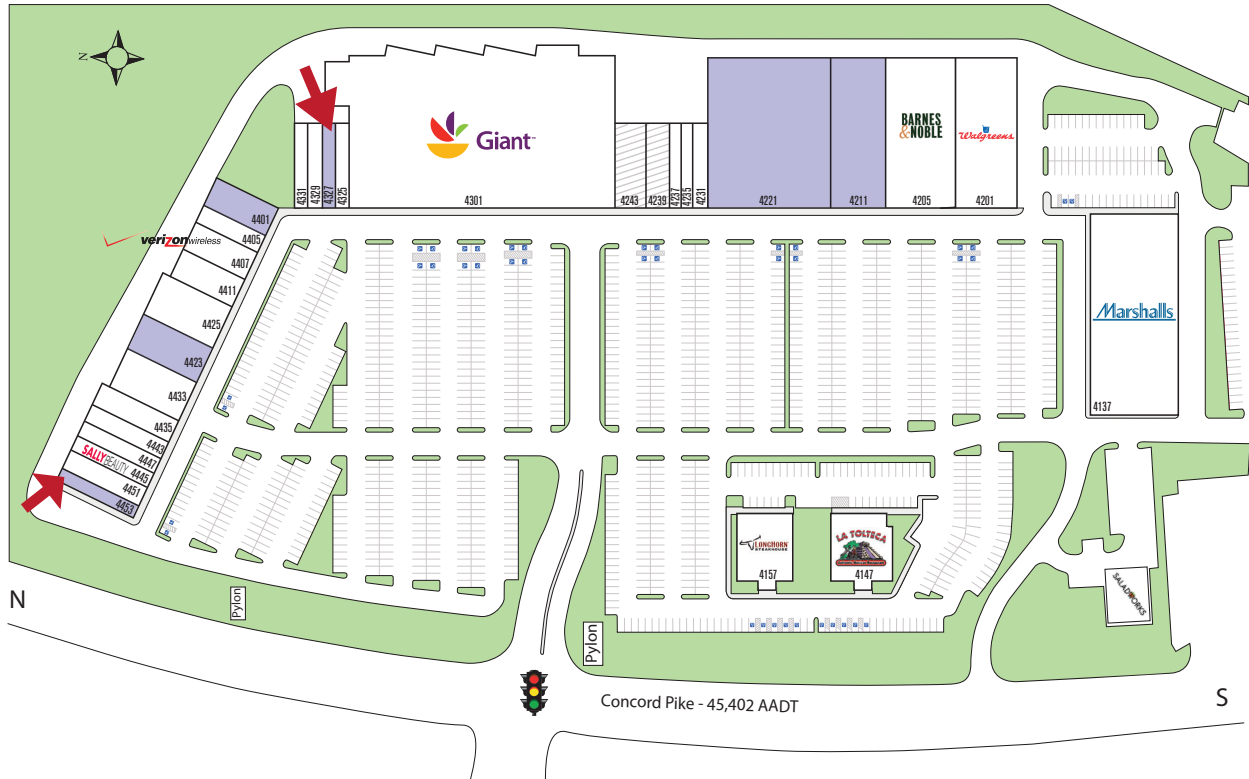 N
Giant
BARNES
&NOBLE
Walgreens
4331
4329
4327
4325
4301
4243
4239
4237
4235
4231
4221
4211
4205
4201
4401
verizonwireless
4405
4407
4411
4425
4423
4433
4435
4443
4447
SALLYBEAUTY
4445
4451
4453
Marshalls
4137
LONGHORN
STEAKHOUSE
4157
LA TOLTECA
4147
SALADWORKS
N
Pylon
Pylon
Concord Pike - 45,402 AADT
S